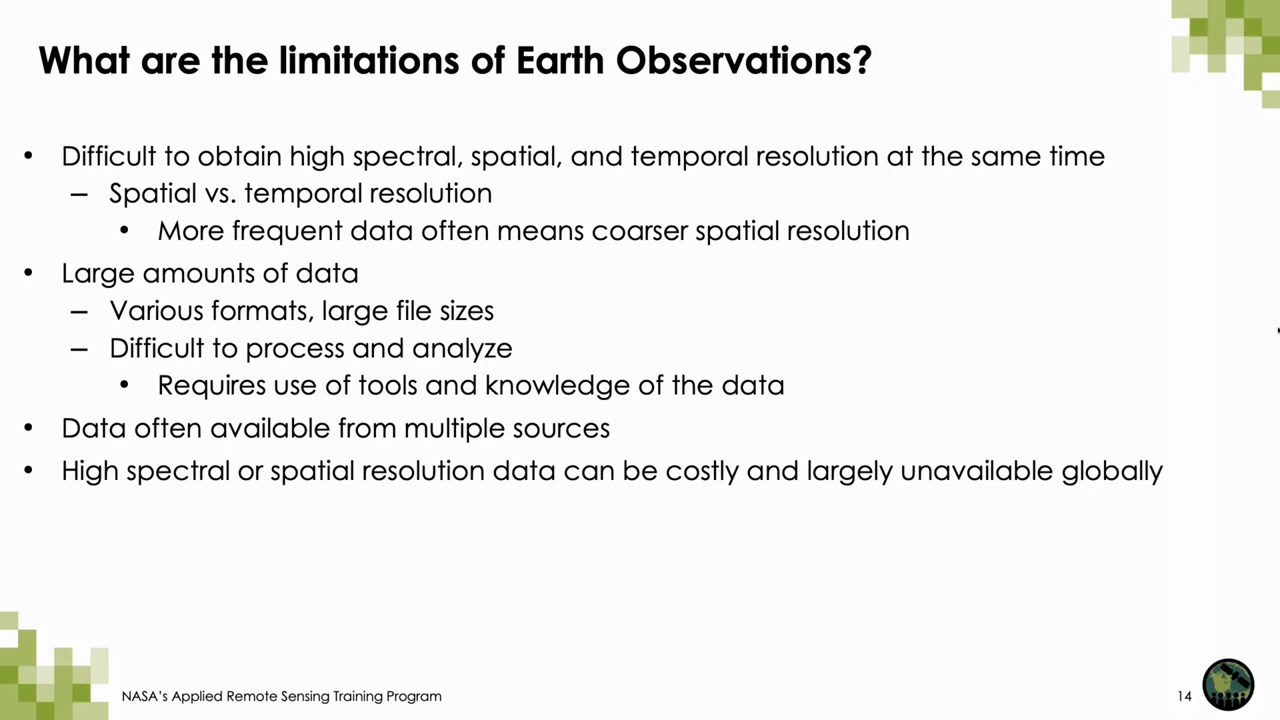 What are the limitations of Earth Observations?
• Difficult to obtain high spectral, spatial, and temporal resolution at the same time
– Spatial vs. temporal resolution
• More frequent data often means coarser spatial resolution
• Large amounts of data
– Various formats, large file sizes
– Difficult to process and analyze
• Requires use of tools and knowledge of the data
• Data often available from multiple sources
• High spectral or spatial resolution data can be costly and largely unavailable globally
NASA's Applied Remote Sensing Training Program
14